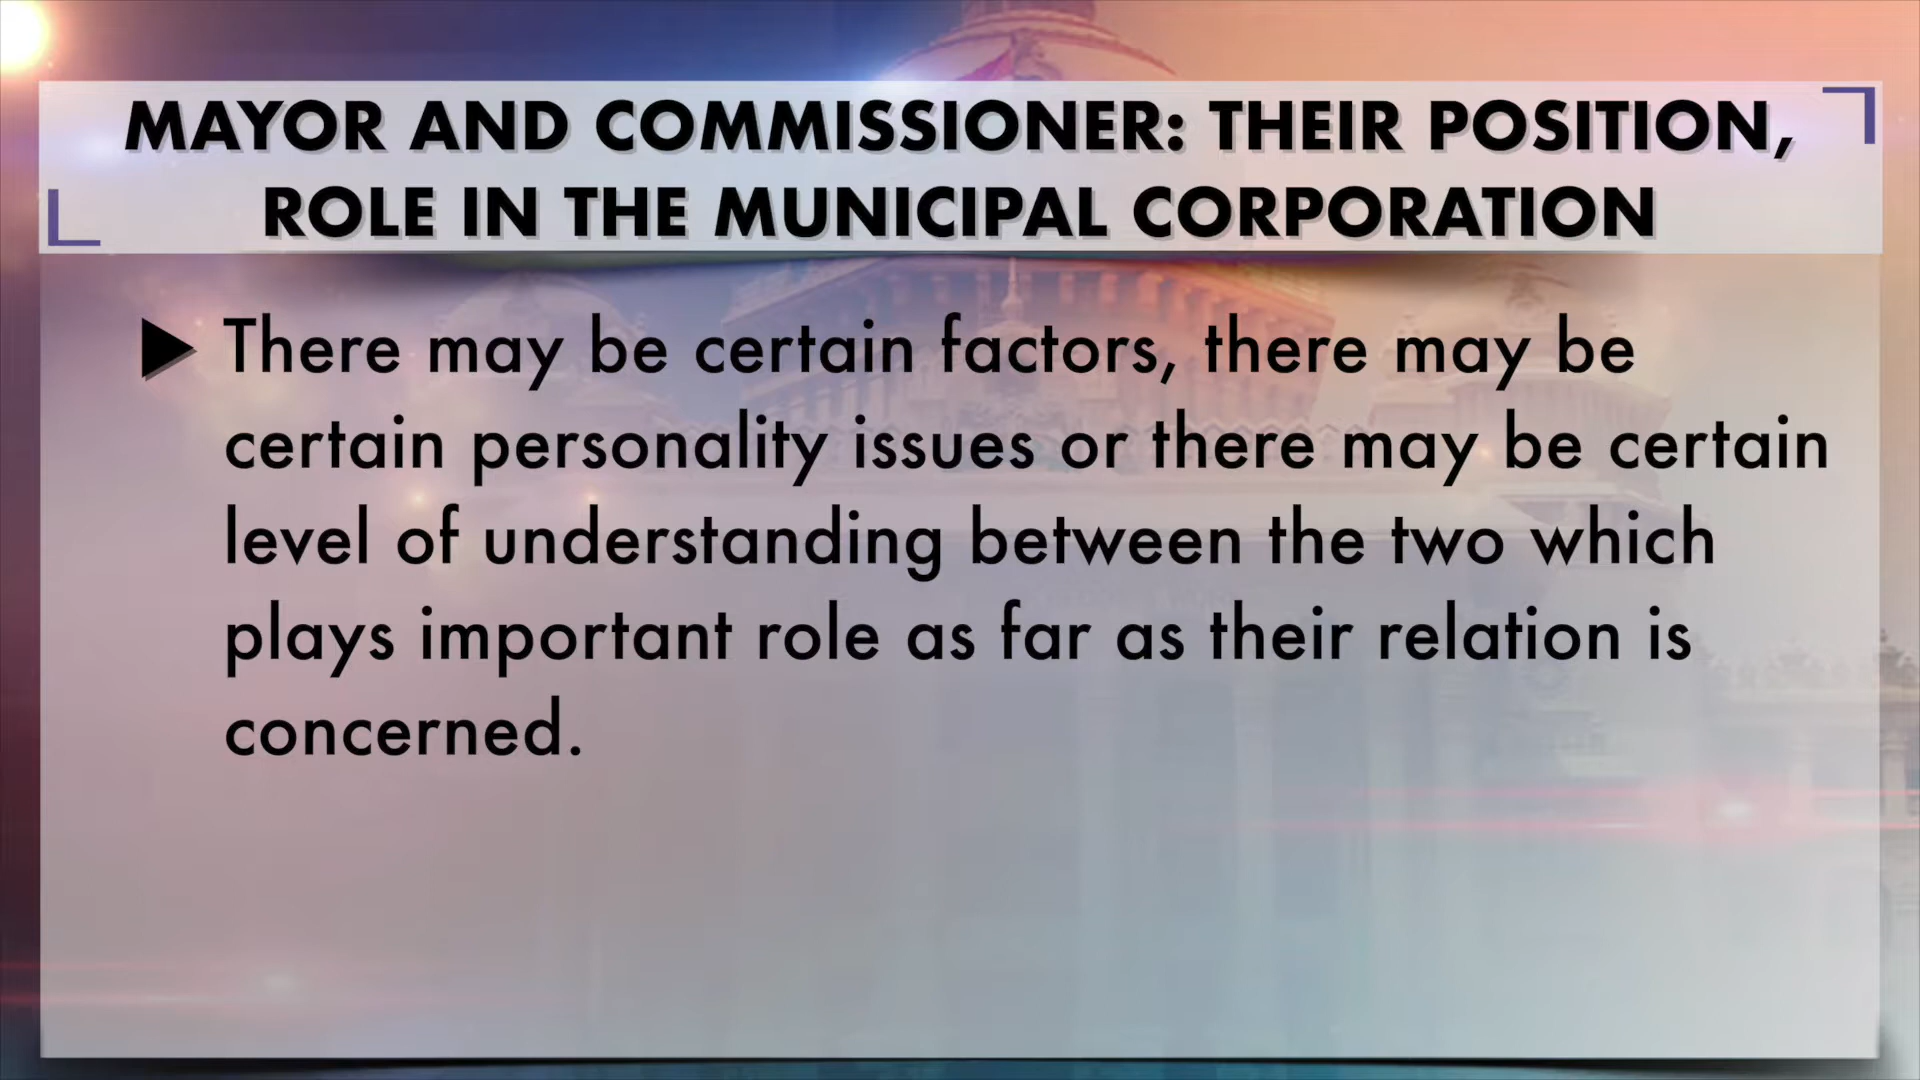 MAYOR AND COMMISSIONER: THEIR POSITION,
ROLE IN THE MUNICIPAL CORPORATION
There may be certain factors, there may be
certain personality issues or there may be certain
level of understanding between the two which
plays important role as far as their relation is
concerned.